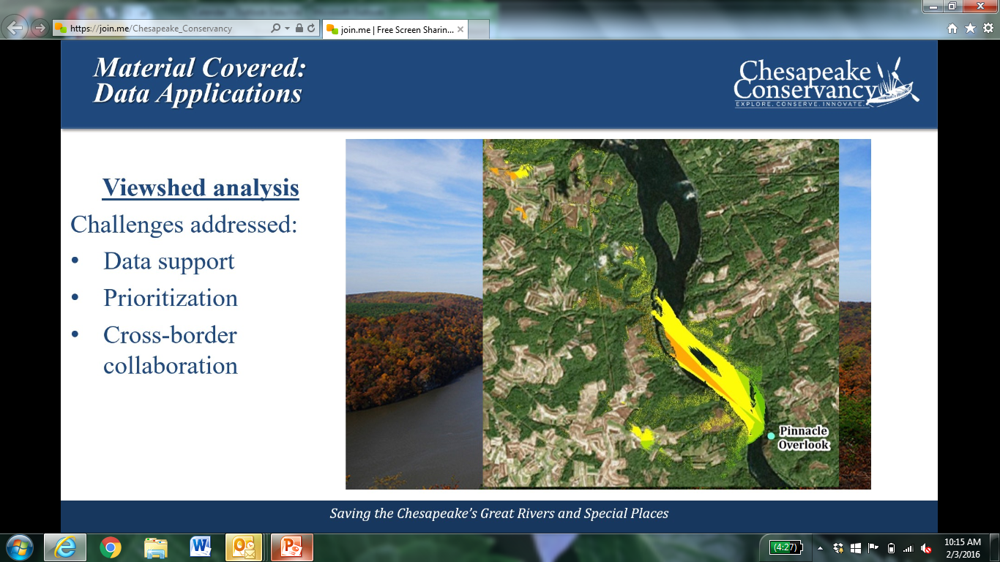 https://join.me/Chesapeake_Conservancy
join.me | Free Screen Sharin...
Material Covered:
Data Applications
Chesapeake
Conservancy
EXPLORE. CONSERVE. INNOVATE.
Viewshed analysis
Challenges addressed:
• Data support
• Prioritization
• Cross-border
collaboration
Pinnacle
Overlook
Saving the Chesapeake's Great Rivers and Special Places
(4:27)
10:15 AM
2/3/2016